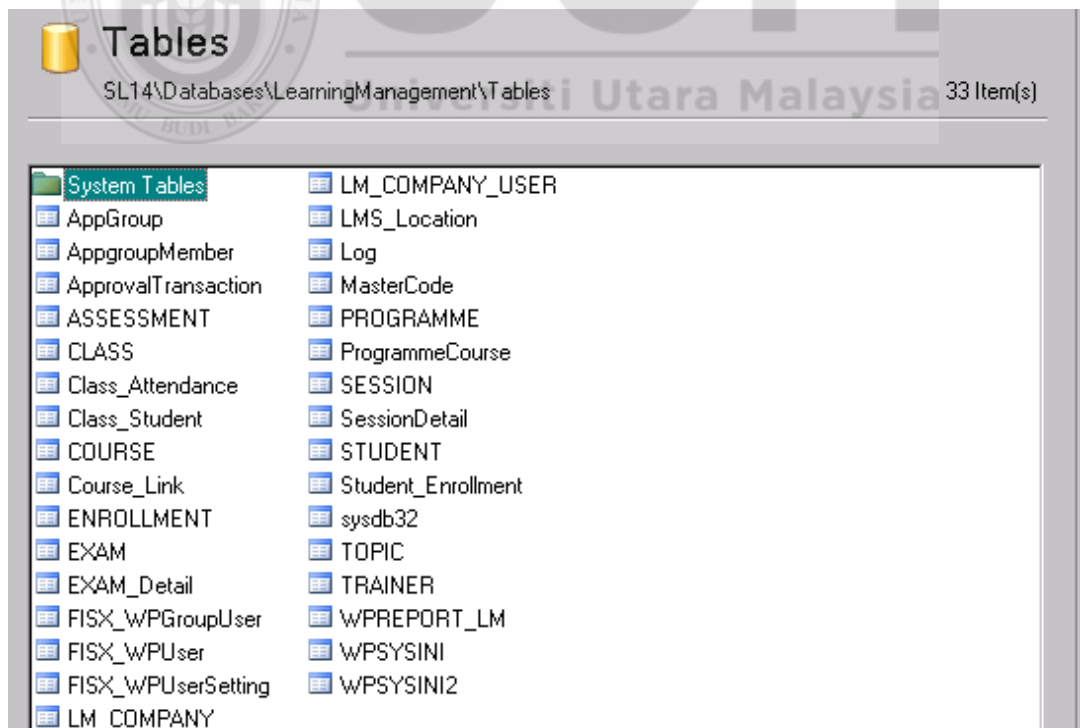 Tables
SL14\Databases\LearningManagement\Tables
33 Item(s)
Universiti Utara Malaysia
BUDI
System Tables
AppGroup
AppgroupMember
ApprovalTransaction
ASSESSMENT
CLASS
Class_Attendance
Class_Student
COURSE
Course_Link
ENROLLMENT
EXAM
EXAM_Detail
FISX_WPGroupUser
FISX_WPUser
FISX_WPUserSetting
LM_COMPANY
LM_COMPANY_USER
LMS_Location
Log
MasterCode
PROGRAMME
ProgrammeCourse
SESSION
SessionDetail
STUDENT
Student_Enrollment
sysdb32
TOPIC
TRAINER
WPREPORT_LM
WPSYSINI
WPSYSINI2